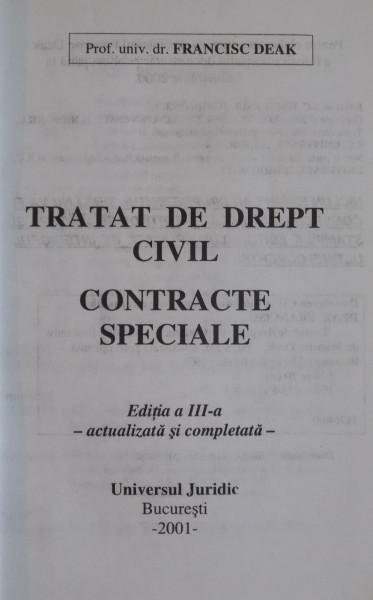 Prof. univ. dr. FRANCISC DEAK
TRATAT DE DREPT
CIVIL
CONTRACTE
SPECIALE
Ediția a III-a
– actualizată și completată –
Universul Juridic
București
-2001-